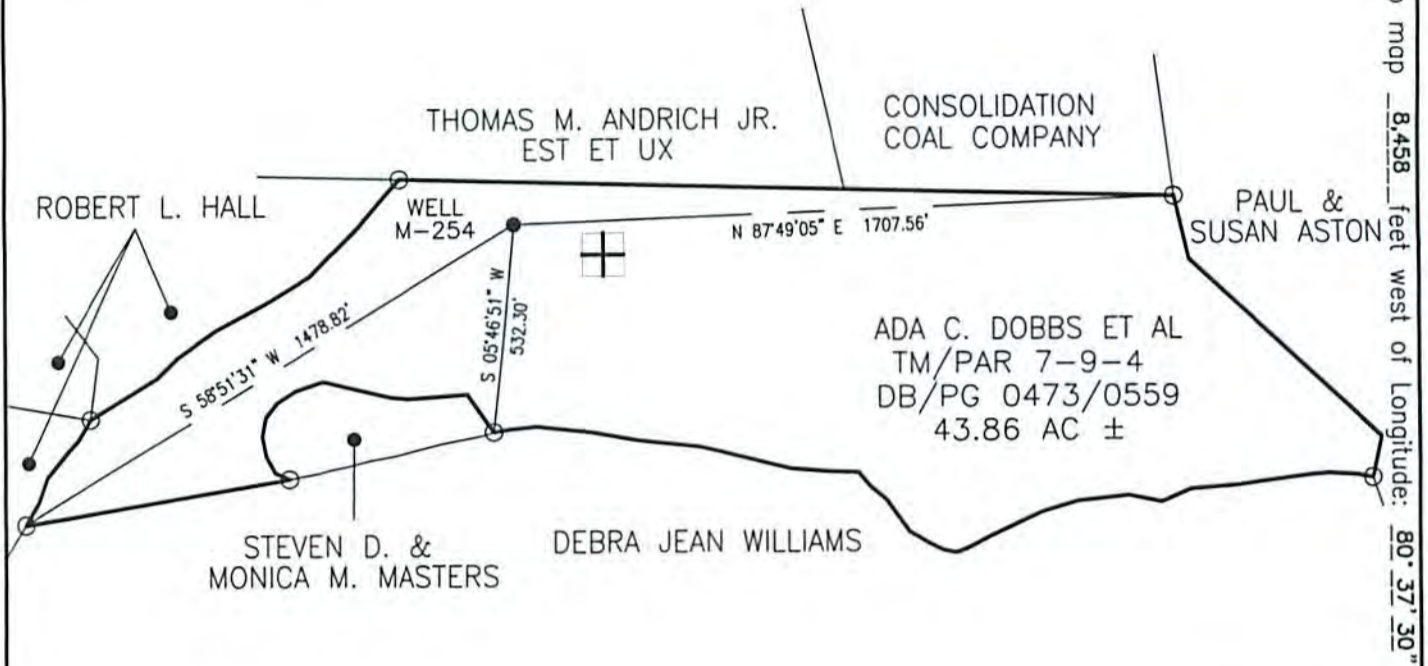 THOMAS M. ANDRICH JR.
EST ET UX
CONSOLIDATION
COAL COMPANY
ROBERT L. HALL
WELL
M-254
PAUL &
SUSAN ASTON
N 87°49'05" E 1707.56'
S 58°51'31" W 1478.82'
S 05°46'51" W
532.30'
ADA C. DOBBS ET AL
TM/PAR 7-9-4
DB/PG 0473/0559
43.86 AC ±
STEVEN D. &
MONICA M. MASTERS
DEBRA JEAN WILLIAMS
map 8,458 feet west of Longitude: 80° 37' 30"